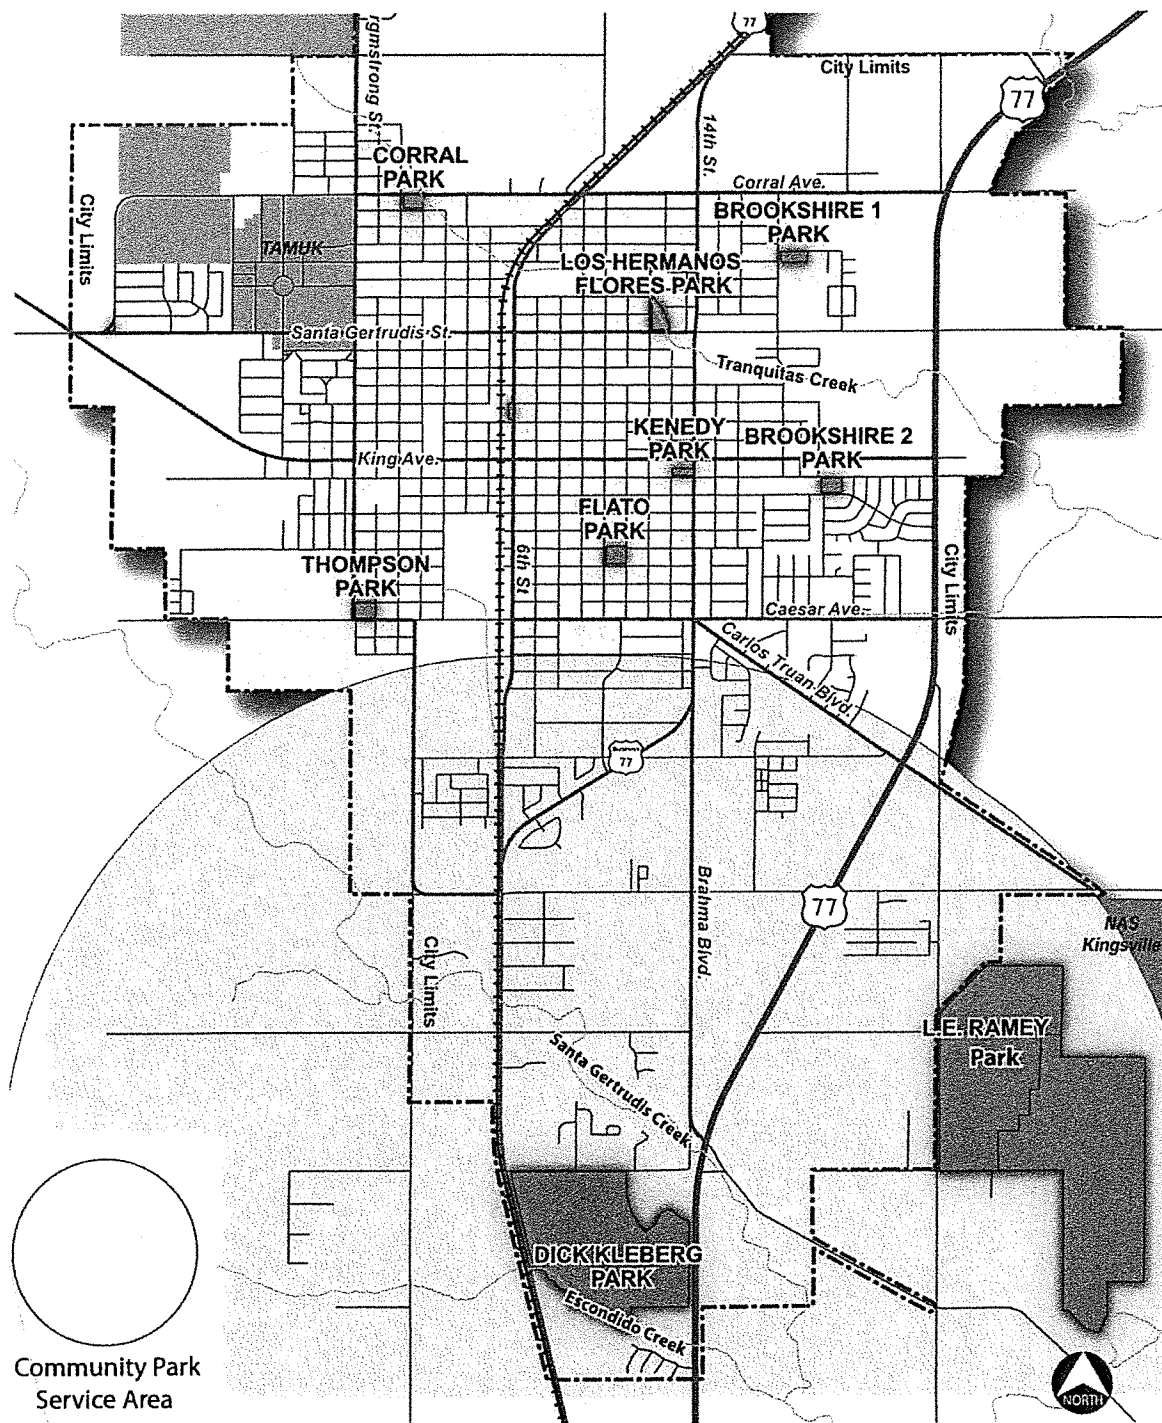 77
City Limits
77
rgmstrong St.
14th St.
CORRAL
PARK
Corral Ave.
BROOKSHIRE 1
PARK
City Limits
TAMUK
LOS HERMANOS
FLORES PARK
Santa Gertrudis St.
Tranquitas Creek
KENEDY
PARK
BROOKSHIRE 2
PARK
King Ave.
FLATO
PARK
THOMPSON
PARK
6th St
City Limits
Caesar Ave.
Carlos Truan Blvd.
77
Brahma Blvd.
77
NAS
Kingsville
City Limits
L.E. RAMEY
Park
Santa Gertrudis Creek
DICK KLEBERG
PARK
Escondido Creek
Community Park
Service Area
NORTH